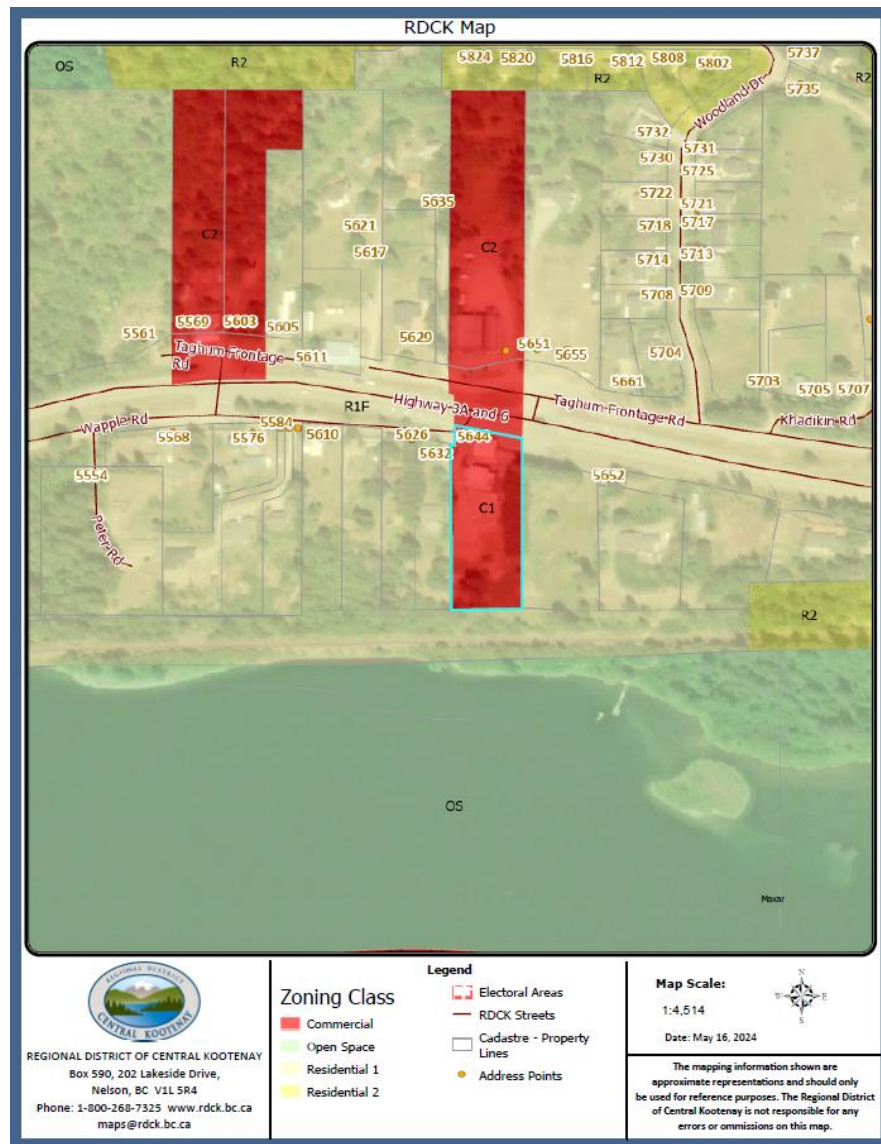 RDCK Map
OS
R2
5824
5820
5816
5812
5808
5802
5737
R2
R2
5735
Woodland Dr
5732
5731
5730
5725
5722
5721
5718
5717
5714
5713
5708
5709
5635
5621
5617
C2
C2
5561
5569
5603
5605
5629
5651
5655
5611
Taghum Frontage
Rd
5704
5661
5703
5705
5707
R1F
Highway 3A and 6
Taghum Frontage Rd
Khadikin Rd
Wapple Rd
5568
5576
5584
5610
5626
5644
5632
5554
5652
C1
Peter Rd
R2
OS
Maxar
REGIONAL DISTRICT
CENTRAL KOOTENAY
REGIONAL DISTRICT OF CENTRAL KOOTENAY
Box 590, 202 Lakeside Drive,
Nelson, BC V1L 5R4
Phone: 1-800-268-7325 www.rdck.bc.ca
maps@rdck.bc.ca
Legend
Zoning Class
Commercial
Open Space
Residential 1
Residential 2
Electoral Areas
RDCK Streets
Cadastre - Property
Lines
Address Points
Map Scale:
1:4,514
Date: May 16, 2024
N
W
E
S
The mapping information shown are
approximate representations and should only
be used for reference purposes. The Regional District
of Central Kootenay is not responsible for any
errors or ommissions on this map.